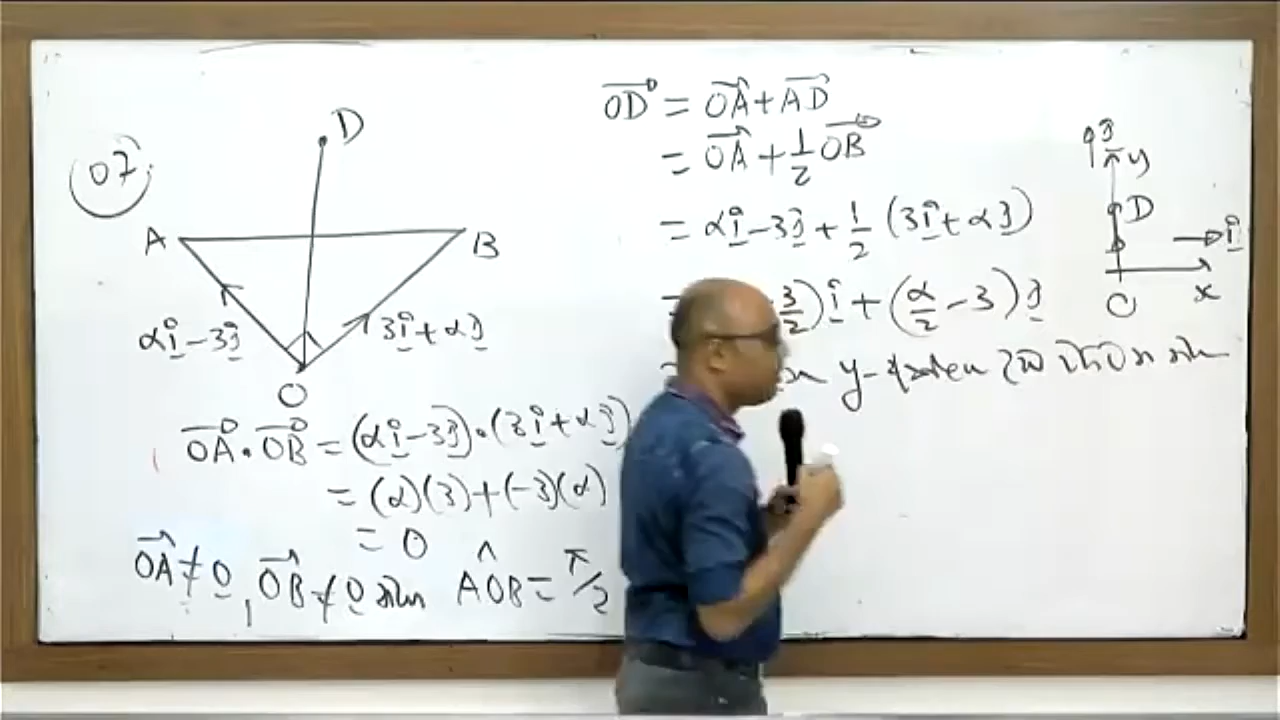 07
D
A
B
αi - 3j
3i + αj
O
OA · OB = (αi - 3j) · (3i + αj)
= (α)(3) + (-3)(α)
= 0
OA ≠ 0, OB ≠ 0 නිසා AÔB = π/2
OD = OA + AD
= OA + 1/2 OB
= αi - 3j + 1/2 (3i + αj)
= 3/2) i + (α/2 - 3) j
y-
j
y
D
i
O
x